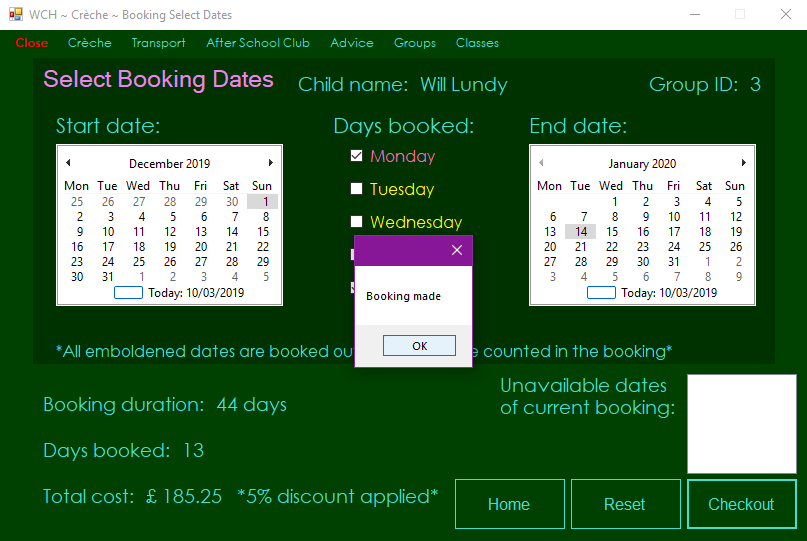 WCH ~ Crèche ~ Booking Select Dates
Close Crèche Transport After School Club Advice Groups Classes
Select Booking Dates Child name: Will Lundy Group ID: 3
Start date: Days booked: End date:
December 2019
Mon Tue Wed Thu Fri Sat Sun
25 26 27 28 29 30 1
2 3 4 5 6 7 8
9 10 11 12 13 14 15
16 17 18 19 20 21 22
23 24 25 26 27 28 29
30 31 1 2 3 4 5
Today: 10/03/2019
Monday
Tuesday
Wednesday
January 2020
Mon Tue Wed Thu Fri Sat Sun
1 2 3 4 5
6 7 8 9 10 11 12
13 14 15 16 17 18 19
20 21 22 23 24 25 26
27 28 29 30 31 1 2
3 4 5 6 7 8 9
Today: 10/03/2019
Booking made
OK
*All emboldened dates are booked counted in the booking*
Booking duration: 44 days
Days booked: 13
Total cost: £ 185.25 *5% discount applied*
Unavailable dates
of current booking:
Home Reset Checkout